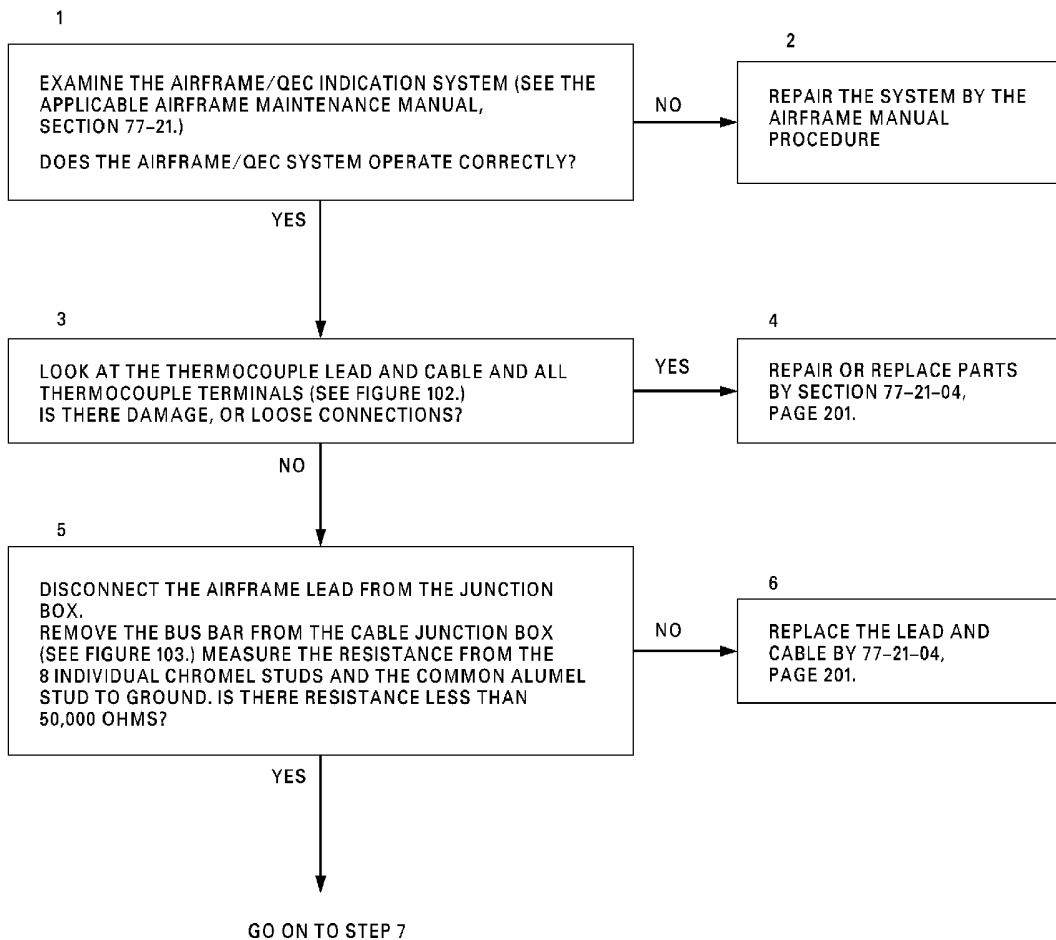 1
EXAMINE THE AIRFRAME/QEC INDICATION SYSTEM (SEE THE
APPLICABLE AIRFRAME MAINTENANCE MANUAL,
SECTION 77-21.)
DOES THE AIRFRAME/QEC SYSTEM OPERATE CORRECTLY?
NO
2
REPAIR THE SYSTEM BY THE
AIRFRAME MANUAL
PROCEDURE
YES
3
LOOK AT THE THERMOCOUPLE LEAD AND CABLE AND ALL
THERMOCOUPLE TERMINALS (SEE FIGURE 102.)
IS THERE DAMAGE, OR LOOSE CONNECTIONS?
YES
4
REPAIR OR REPLACE PARTS
BY SECTION 77-21-04,
PAGE 201.
NO
5
DISCONNECT THE AIRFRAME LEAD FROM THE JUNCTION
BOX.
REMOVE THE BUS BAR FROM THE CABLE JUNCTION BOX
(SEE FIGURE 103.) MEASURE THE RESISTANCE FROM THE
8 INDIVIDUAL CHROMEL STUDS AND THE COMMON ALUMEL
STUD TO GROUND. IS THERE RESISTANCE LESS THAN
50,000 OHMS?
NO
6
REPLACE THE LEAD AND
CABLE BY 77-21-04,
PAGE 201.
YES
GO ON TO STEP 7